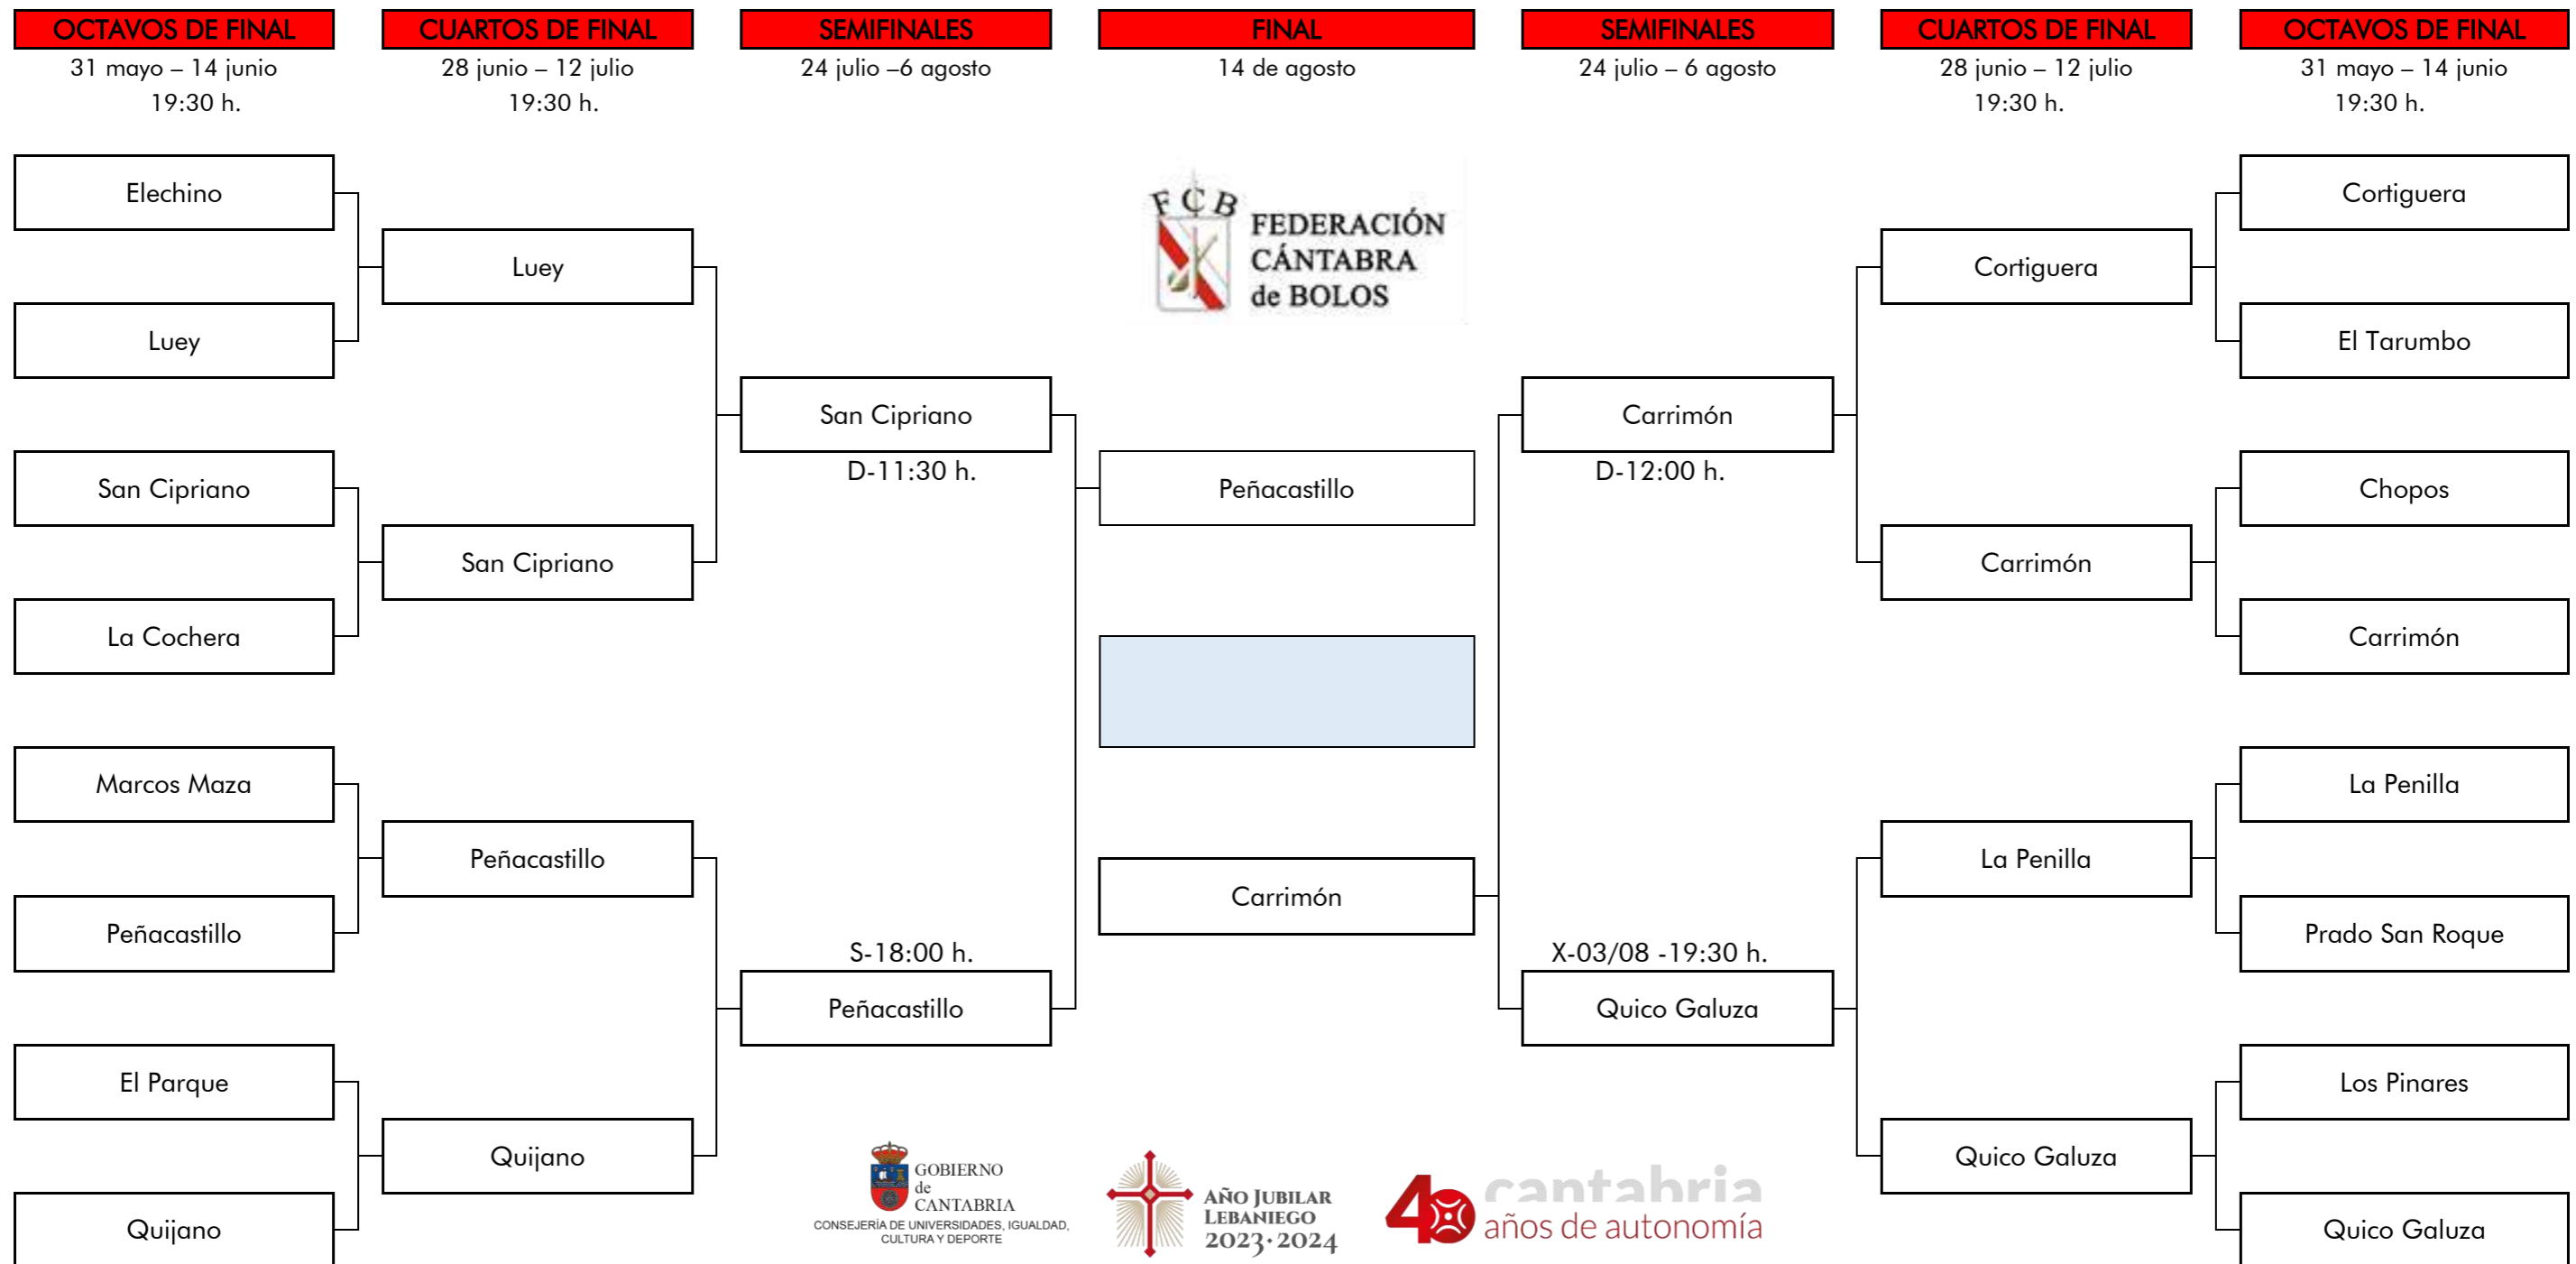 OCTAVOS DE FINAL
CUARTOS DE FINAL
SEMIFINALES
FINAL
SEMIFINALES
CUARTOS DE FINAL
OCTAVOS DE FINAL
31 mayo – 14 junio
28 junio – 12 julio
24 julio –6 agosto
14 de agosto
24 julio – 6 agosto
28 junio – 12 julio
31 mayo – 14 junio
19:30 h.
19:30 h.
19:30 h.
19:30 h.
Elechino
Luey
San Cipriano
La Cochera
Marcos Maza
Peñacastillo
El Parque
Quijano
Luey
San Cipriano
Peñacastillo
Quijano
San Cipriano
D-11:30 h.
S-18:00 h.
Peñacastillo
FCB
FEDERACIÓN
CÁNTABRA
de BOLOS
Peñacastillo
Carrimón
Carrimón
D-12:00 h.
X-03/08 -19:30 h.
Quico Galuza
Cortiguera
Carrimón
La Penilla
Quico Galuza
Cortiguera
El Tarumbo
Chopos
Carrimón
La Penilla
Prado San Roque
Los Pinares
Quico Galuza
GOBIERNO
de
CANTABRIA
CONSEJERÍA DE UNIVERSIDADES, IGUALDAD,
CULTURA Y DEPORTE
AÑO JUBILAR
LEBANIEGO
2023·2024
40
cantabria
años de autonomía